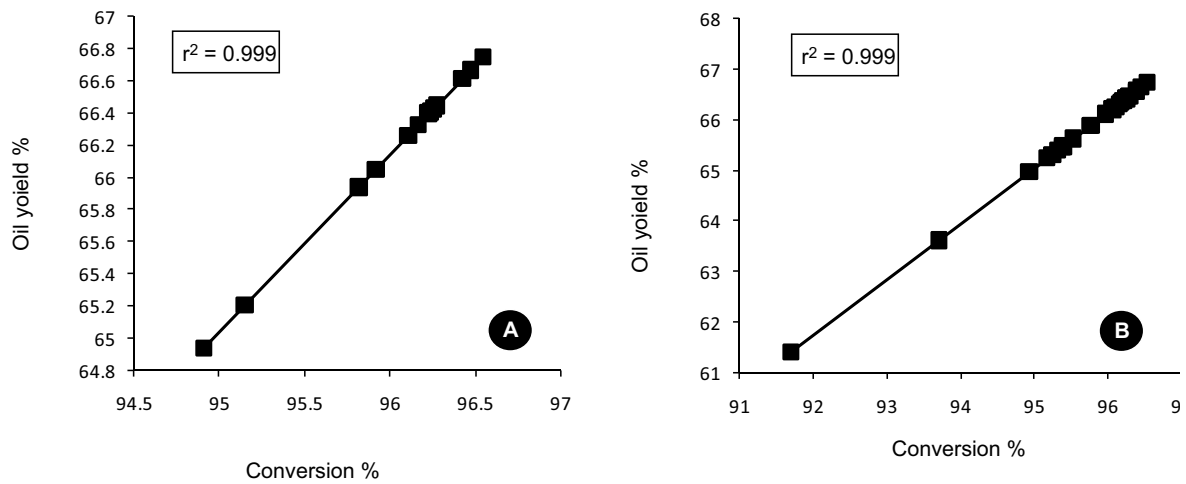 67
66.8
66.6
66.4
66.2
66
65.8
65.6
65.4
65.2
65
64.8
Oil yoield %
r² = 0.999
A
94.5 95 95.5 96 96.5 97
Conversion %
68
67
66
65
64
63
62
61
Oil yoield %
r² = 0.999
B
91 92 93 94 95 96 9
Conversion %